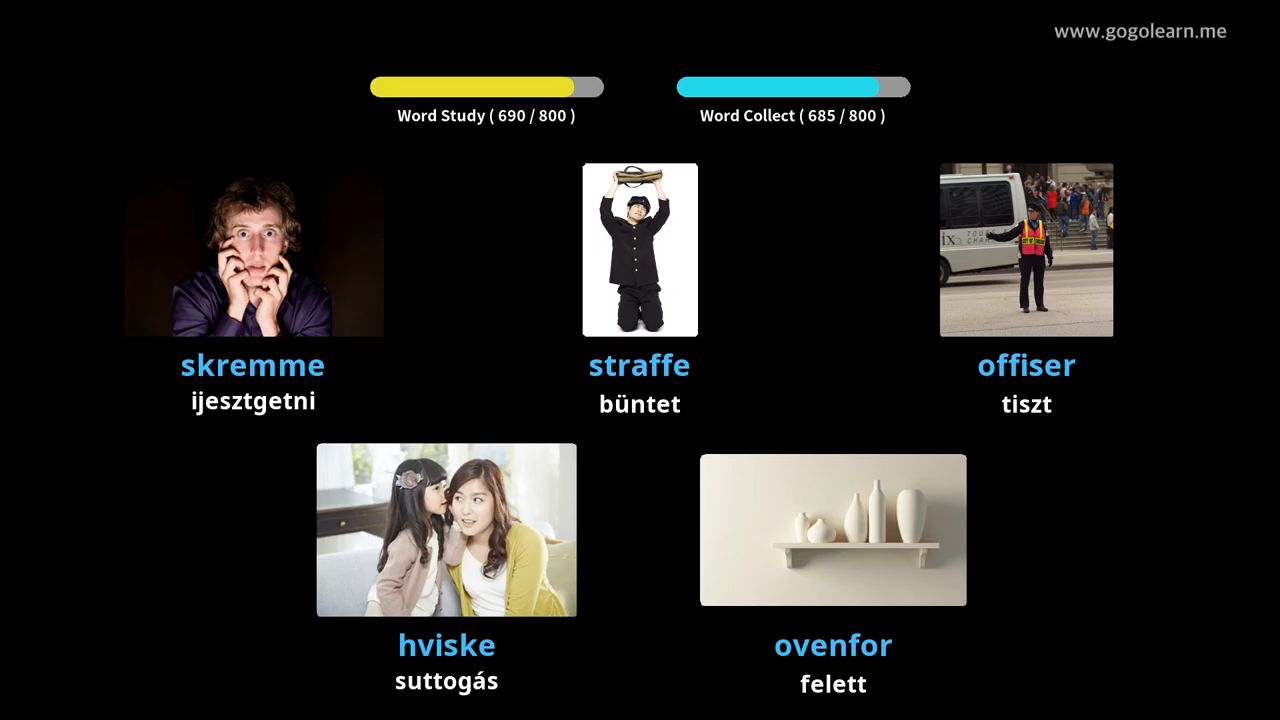 www.gogolearn.me
Word Study ( 690 / 800 )
Word Collect ( 685 / 800 )
skremme
ijesztgetni
straffe
büntet
offiser
tiszt
hviske
suttogás
ovenfor
felett